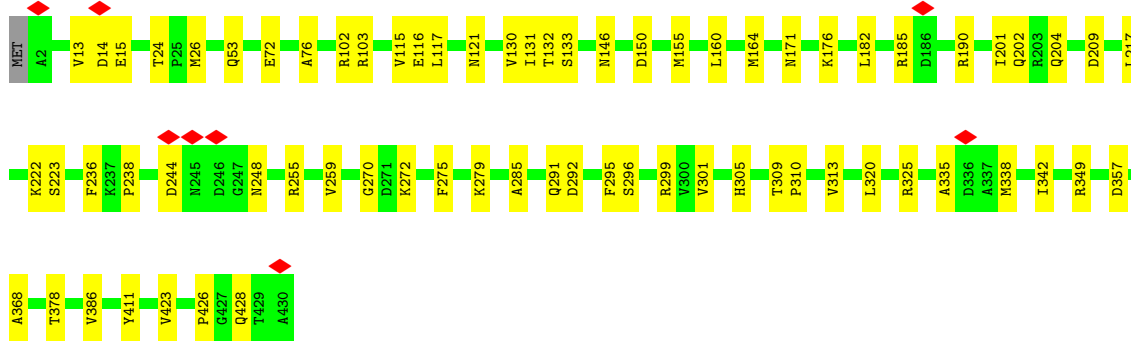 MET A2 V13 D14 E15 T24 P25 M26 Q53 E72 A76 R102 R103 V115 E116 L117 N121 V130 I131 T132 S133 N146 D150 M155 L160 M164 N171 K176 L182 R185 D186 R190 I201 Q202 R203 Q204 D209 L217
K222 S223 F236 K237 P238 D244 N245 D246 G247 N248 R255 V259 G270 D271 K272 F275 K279 A285 Q291 D292 F295 S296 R299 V300 V301 H305 T309 P310 V313 L320 R325 A335 D336 A337 M338 I342 R349 D357
A368 T378 V386 Y411 V423 P426 G427 Q428 T429 A430